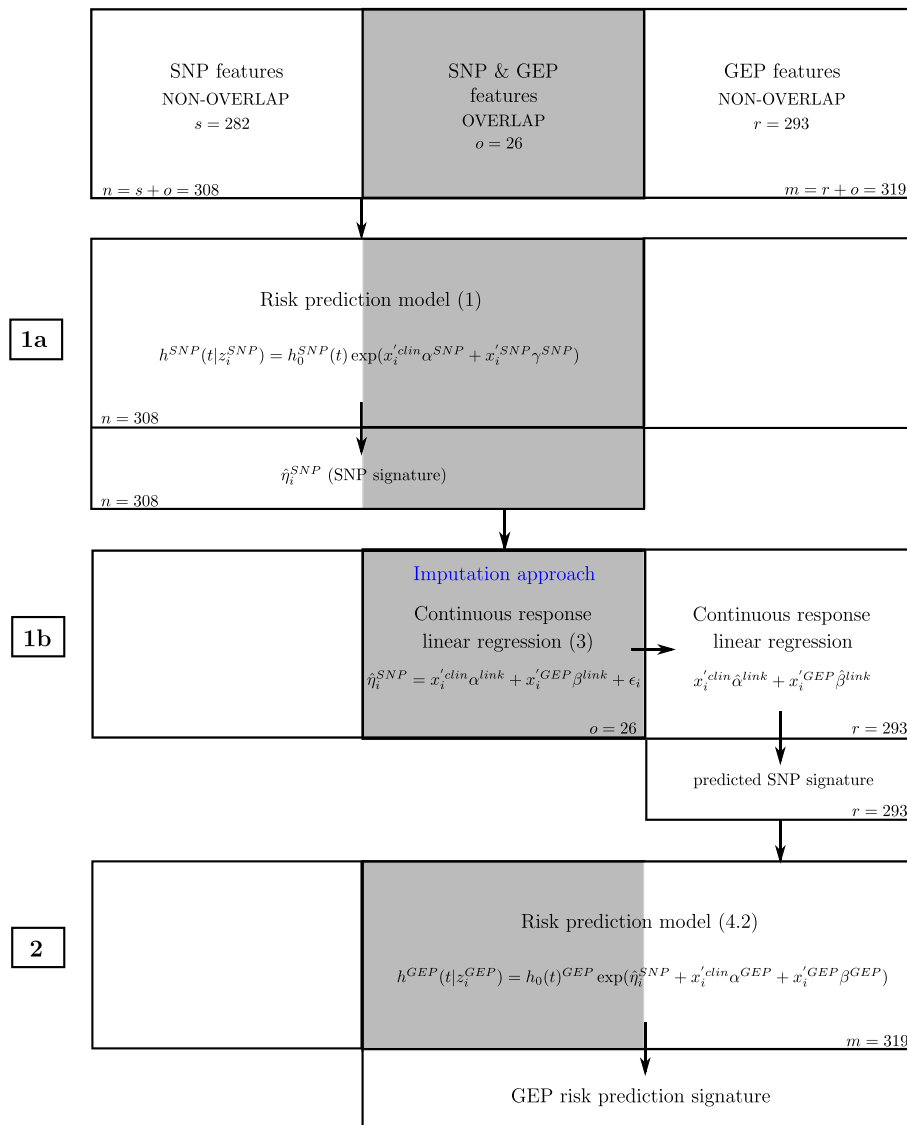 SNP features
NON-OVERLAP
s = 282
n = s + o = 308
SNP & GEP
features
OVERLAP
o = 26
GEP features
NON-OVERLAP
r = 293
m = r + o = 319
1a
Risk prediction model (1)
h^{SNP}(t|z_i^{SNP}) = h_0^{SNP}(t) exp(x_i^{'clin} α^{SNP} + x_i^{'SNP} γ^{SNP})
n = 308
η̂_i^{SNP} (SNP signature)
n = 308
1b
Imputation approach
Continuous response
linear regression (3)
η̂_i^{SNP} = x_i^{'clin} α^{link} + x_i^{'GEP} β^{link} + ϵ_i
o = 26
Continuous response
linear regression
x_i^{'clin} α̂^{link} + x_i^{'GEP} β̂^{link}
r = 293
predicted SNP signature
r = 293
2
Risk prediction model (4.2)
h^{GEP}(t|z_i^{GEP}) = h_0(t)^{GEP} exp(η̂_i^{SNP} + x_i^{'clin} α^{GEP} + x_i^{'GEP} β^{GEP})
m = 319
GEP risk prediction signature